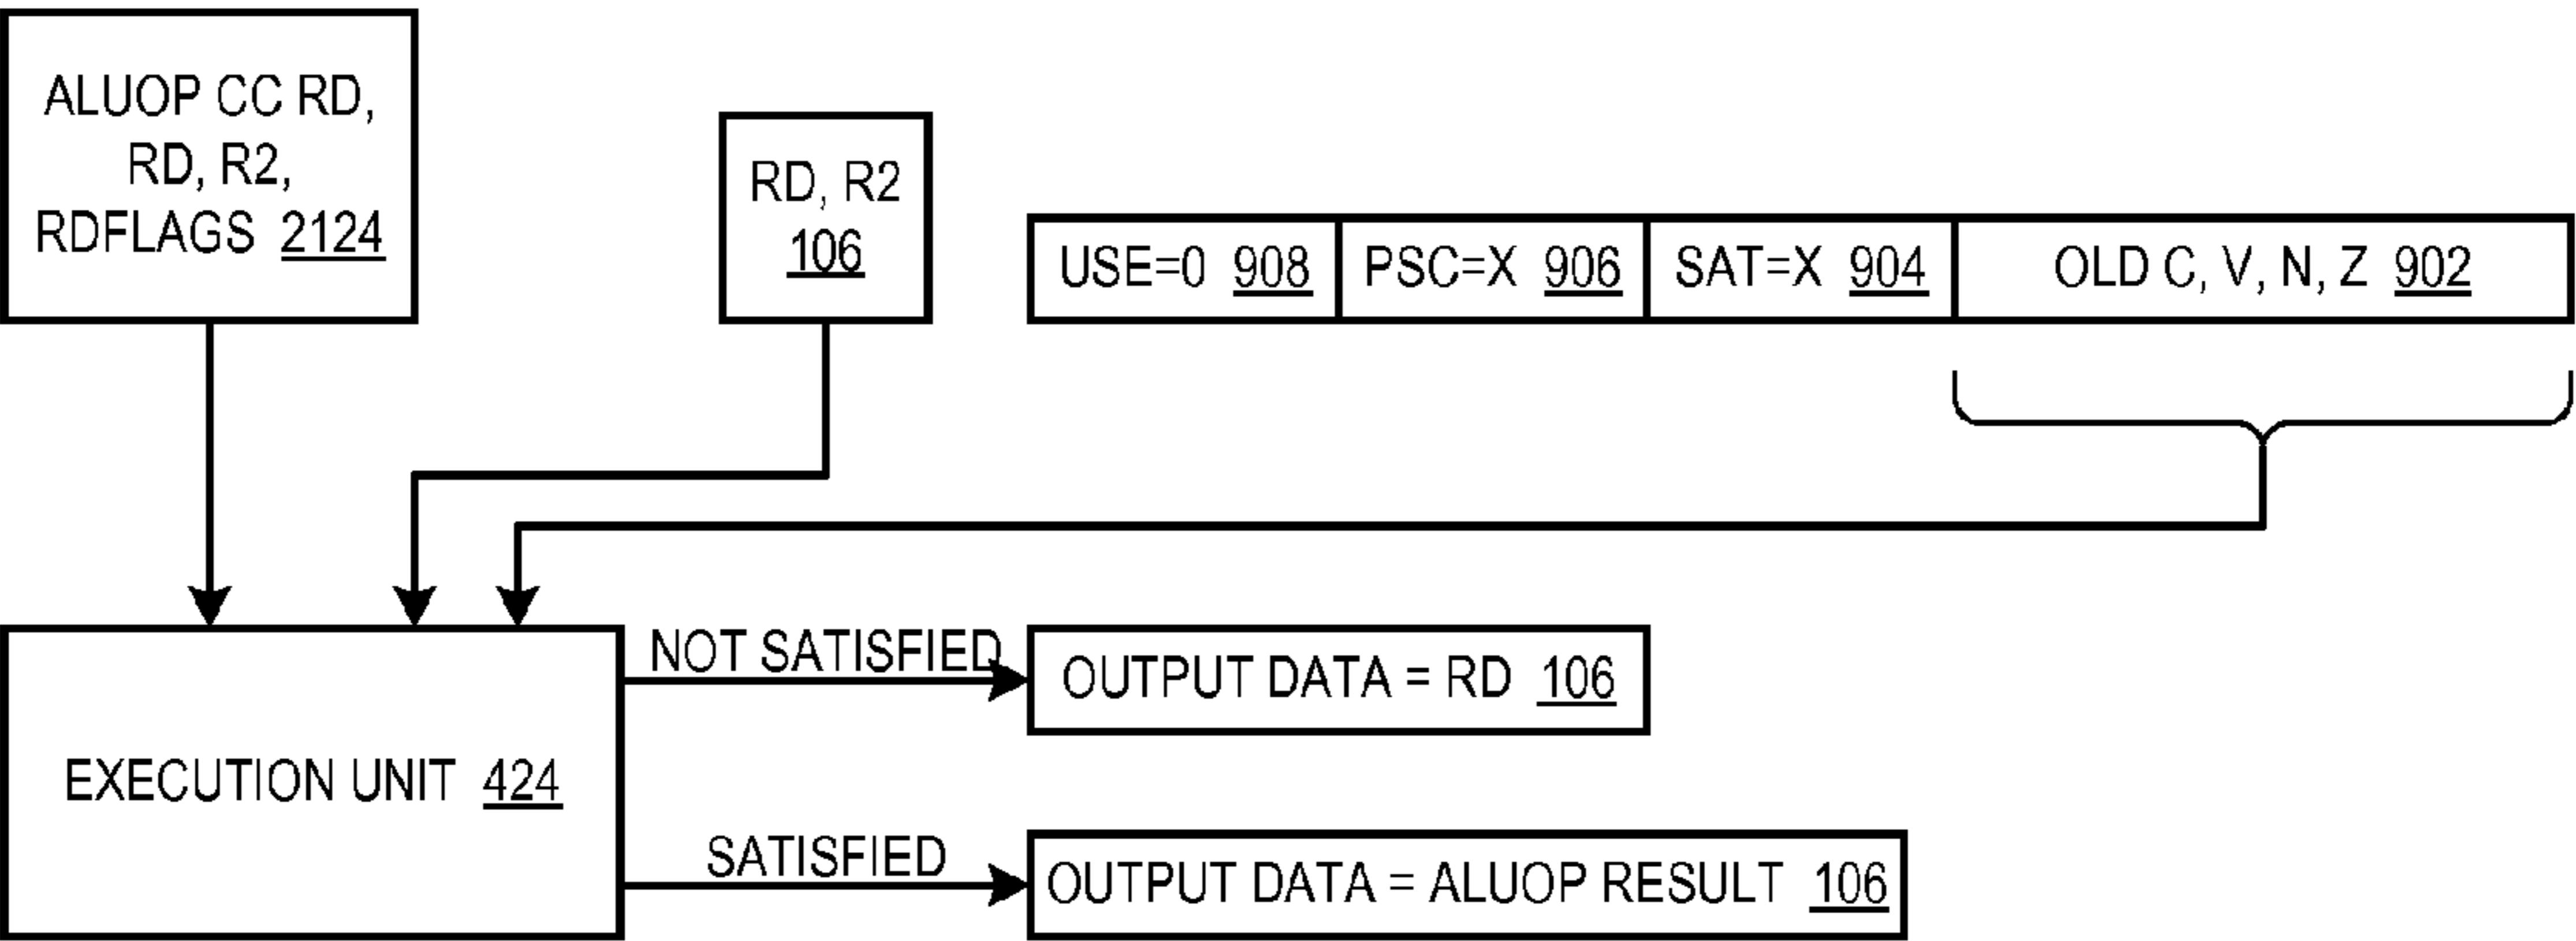 ALUOP CC RD,
RD, R2,
RDFLAGS 2124
RD, R2
106
USE=0 908
PSC=X 906
SAT=X 904
OLD C, V, N, Z 902
NOT SATISFIED
OUTPUT DATA = RD 106
EXECUTION UNIT 424
SATISFIED
OUTPUT DATA = ALUOP RESULT 106